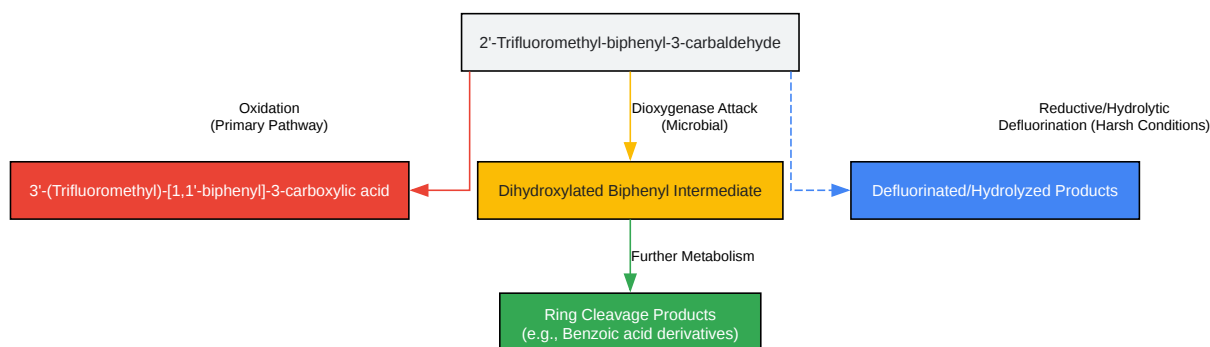 2'-Trifluoromethyl-biphenyl-3-carbaldehyde
Oxidation
(Primary Pathway)
Dioxygenase Attack
(Microbial)
Reductive/Hydrolytic
Defluorination (Harsh Conditions)
3'-(Trifluoromethyl)-[1,1'-biphenyl]-3-carboxylic acid
Dihydroxylated Biphenyl Intermediate
Defluorinated/Hydrolyzed Products
Further Metabolism
Ring Cleavage Products
(e.g., Benzoic acid derivatives)